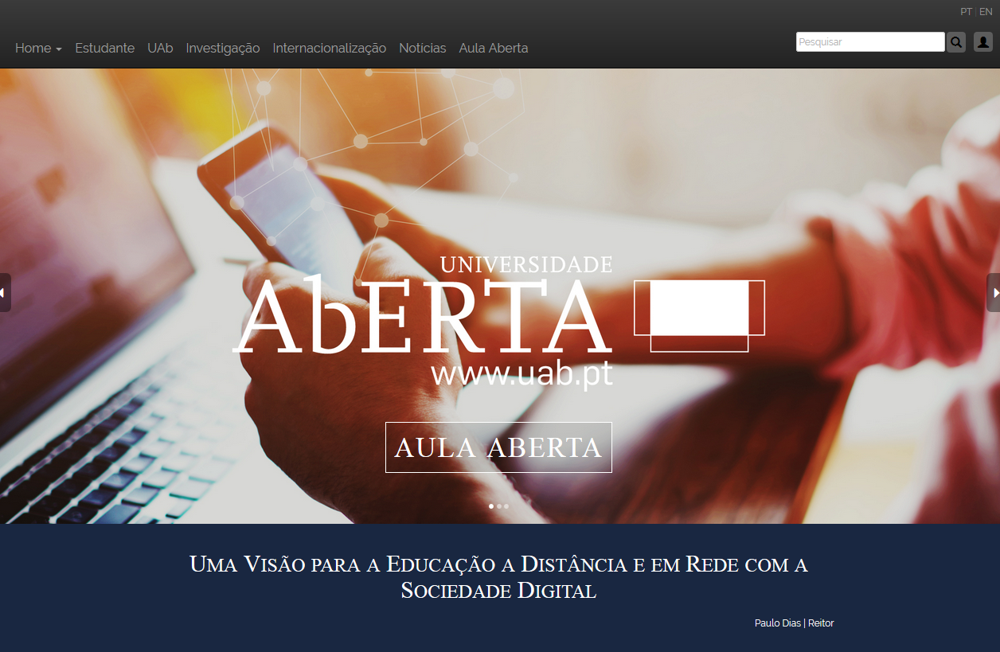 PT | EN
Home Estudante UAb Investigação Internacionalização Notícias Aula Aberta
Pesquisar
UNIVERSIDADE
AbERTA
www.uab.pt
AULA ABERTA
Uma Visão para a Educação a Distância e em Rede com a
Sociedade Digital
Paulo Dias | Reitor